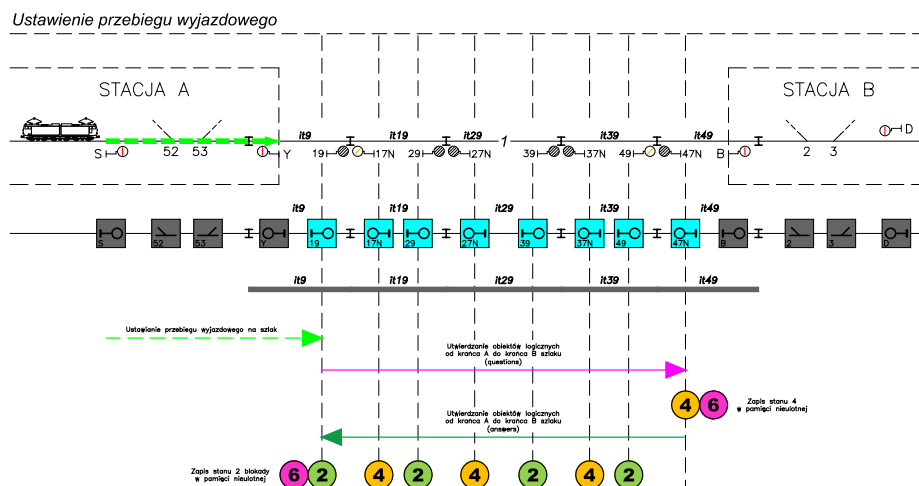 Ustawienie przebiegu wyjazdowego
STACJA A
STACJA B
it9 it19 it29 1 it39 it49
S 52 53 Y 19 17N 29 27N 39 37N 49 47N B 2 3 D
it9 it19 it29 it39 it49
S 52 53 Y 19 17N 29 27N 39 37N 49 47N B 2 3 D
it9 it19 it29 it39 it49
Ustawianie przebiegu wyjazdowego na szlak
Utwierdzanie obiektów logicznych
od krańca A do krańca B szlaku
(questions)
4 6
Zapis stanu 4
w pamięci nieulotnej
Utwierdzanie obiektów logicznych
od krańca A do krańca B szlaku
(answers)
Zapis stanu 2 blokady
w pamięci nieulotnej
6 2 4 2 4 2 4 2